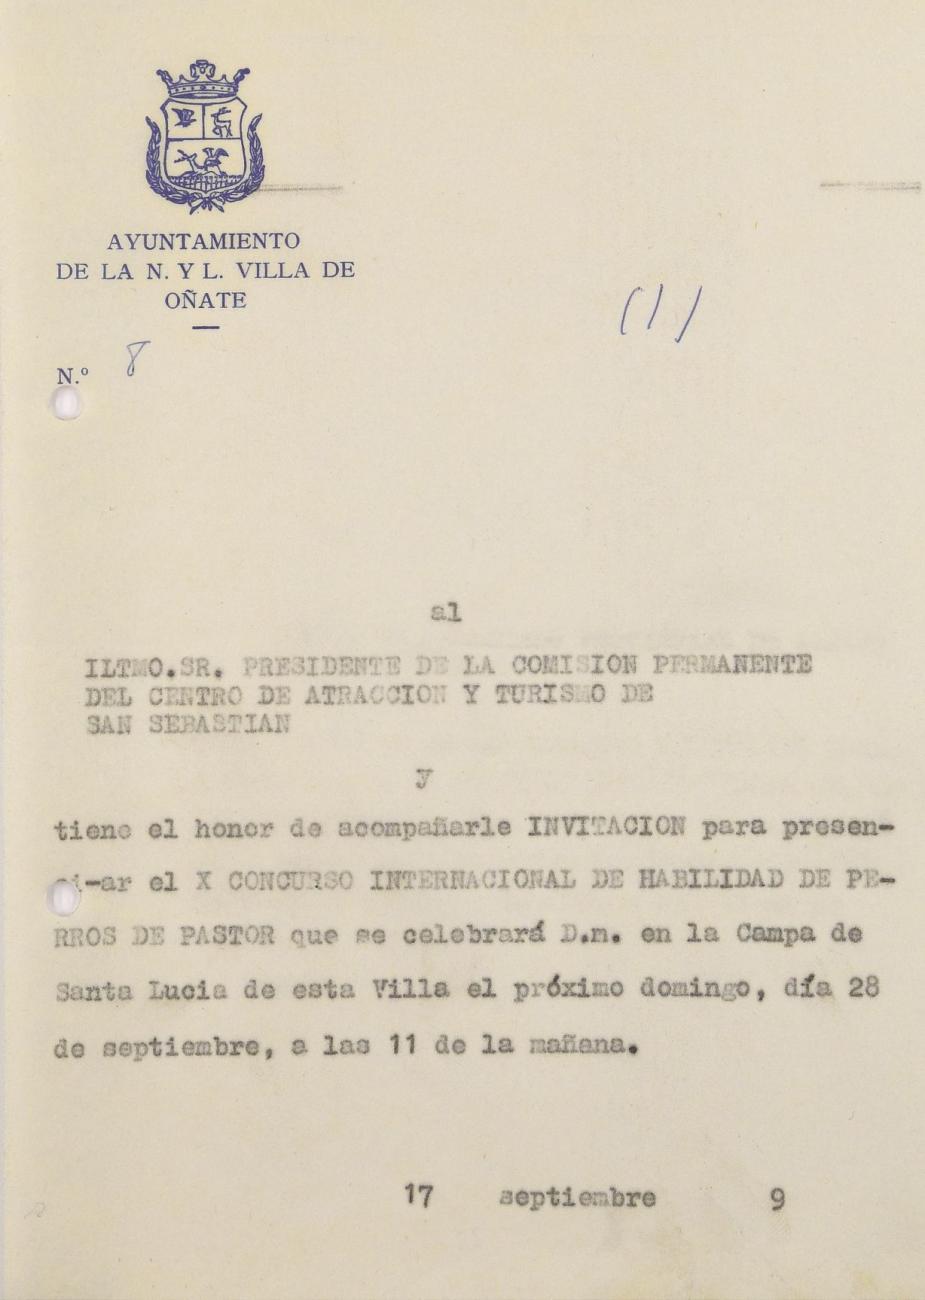 AYUNTAMIENTO
DE LA N. Y L. VILLA DE
OÑATE
(1)
N.º 8
al
ILTMO.SR. PRESIDENTE DE LA COMISION PERMANENTE
DEL CENTRO DE ATRACCION Y TURISMO DE
SAN SEBASTIAN
y
tiene el honor de acompañarle INVITACION para presen-
ci-ar el X CONCURSO INTERNACIONAL DE HABILIDAD DE PE-
RROS DE PASTOR que se celebrará D.m. en la Campa de
Santa Lucia de esta Villa el próximo domingo, día 28
de septiembre, a las 11 de la mañana.
17 septiembre 9